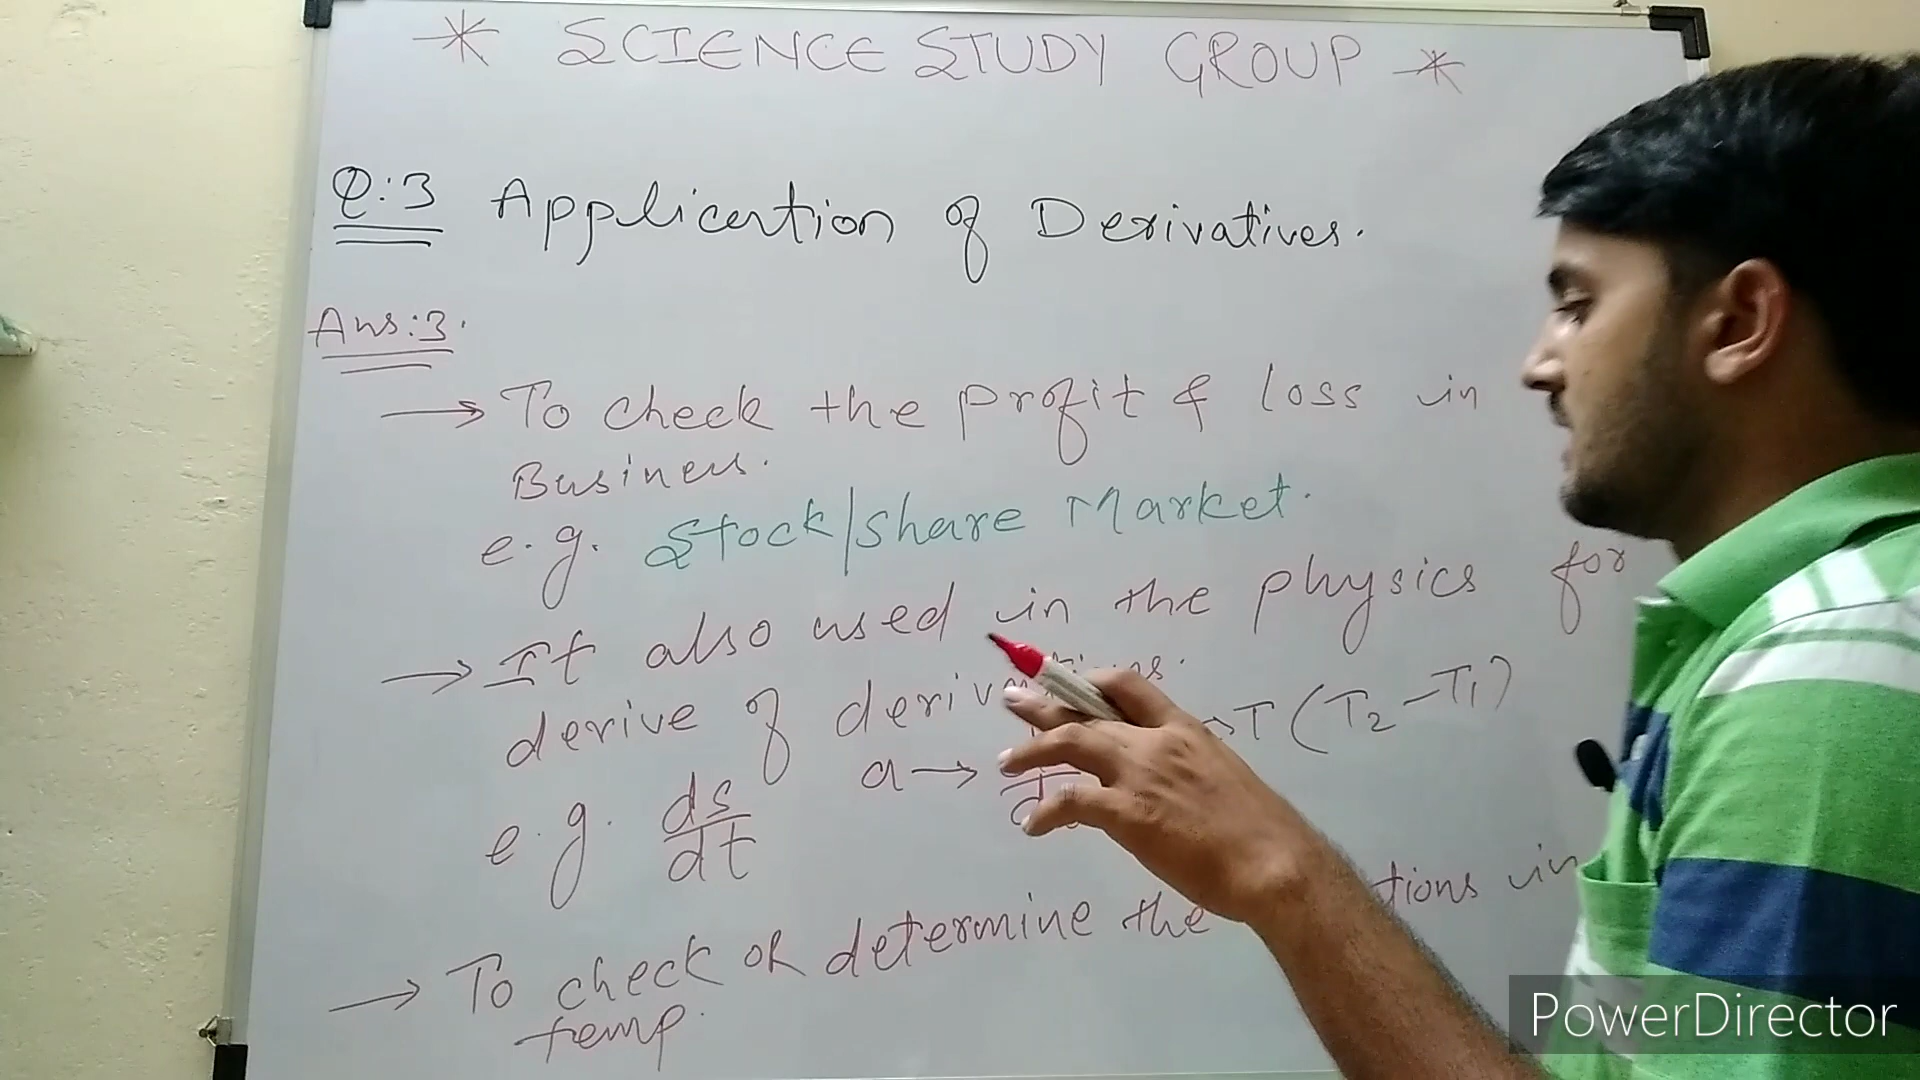 * SCIENCE STUDY GROUP *
Q:3 Application of Derivatives.
Ans:3.
→ To check the profit & loss in
Business.
e.g. Stock/Share Market.
→ It also used in the physics for
derive of
e.g. ds/dt a → T (T2 - T1)
→ To check or determine the in
temp.
PowerDirector